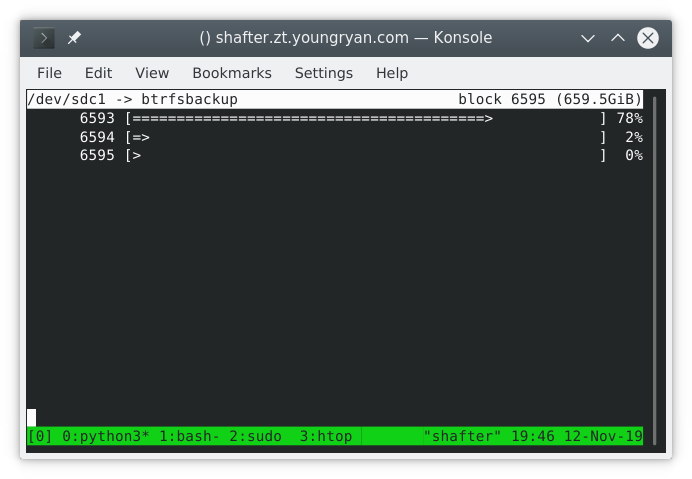 () shafter.zt.youngryan.com — Konsole
File Edit View Bookmarks Settings Help
/dev/sdc1 -> btrfsbackup block 6595 (659.5GiB)
6593 [========================================> ] 78%
6594 [=> ] 2%
6595 [> ] 0%
[0] 0:python3* 1:bash- 2:sudo 3:htop "shafter" 19:46 12-Nov-19